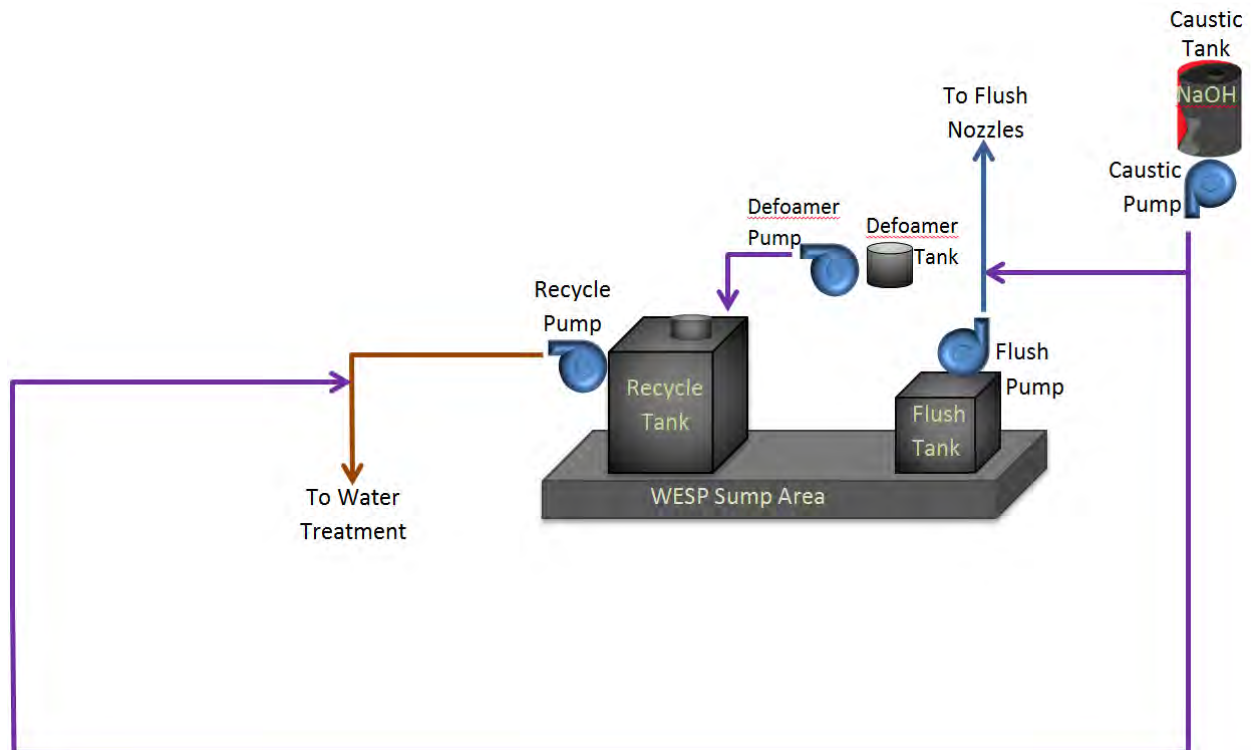 Caustic
Tank
NaOH
To Flush
Nozzles
Caustic
Pump
Defoamer
Pump
Defoamer
Tank
Recycle
Pump
Flush
Pump
Recycle
Tank
Flush
Tank
WESP Sump Area
To Water
Treatment